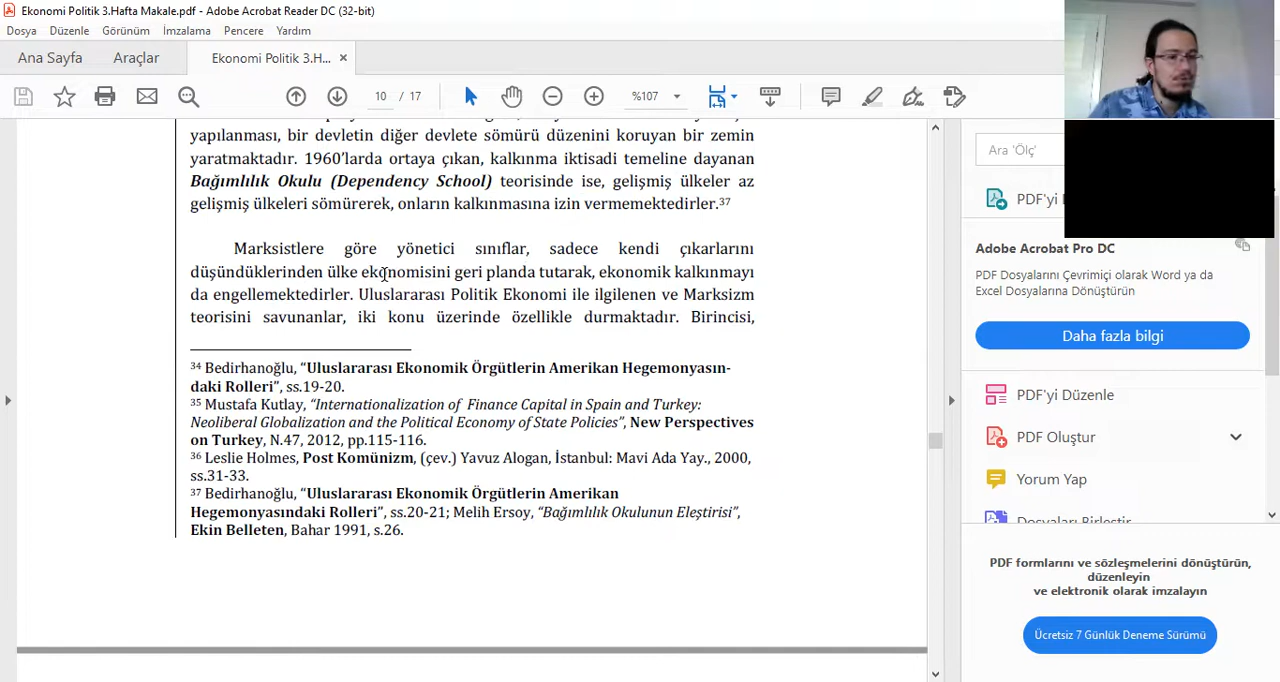 Ekonomi Politik 3.Hafta Makale.pdf - Adobe Acrobat Reader DC (32-bit)
Dosya Düzenle Görünüm İmzalama Pencere Yardım
Ana Sayfa Araçlar Ekonomi Politik 3.H... ×
10 / 17 %107
yapılanması, bir devletin diğer devlete sömürü düzenini koruyan bir zemin
yaratmaktadır. 1960’larda ortaya çıkan, kalkınma iktisadi temeline dayanan
Bağımlılık Okulu (Dependency School) teorisinde ise, gelişmiş ülkeler az
gelişmiş ülkeleri sömürerek, onların kalkınmasına izin vermemektedirler.37
Marksistlere göre yönetici sınıflar, sadece kendi çıkarlarını
düşündüklerinden ülke ekonomisini geri planda tutarak, ekonomik kalkınmayı
da engellemektedirler. Uluslararası Politik Ekonomi ile ilgilenen ve Marksizm
teorisini savunanlar, iki konu üzerinde özellikle durmaktadır. Birincisi,
34 Bedirhanoğlu, “Uluslararası Ekonomik Örgütlerin Amerikan Hegemonyasın-
daki Rolleri”, ss.19-20.
35 Mustafa Kutlay, “Internationalization of Finance Capital in Spain and Turkey:
Neoliberal Globalization and the Political Economy of State Policies”, New Perspectives
on Turkey, N.47, 2012, pp.115-116.
36 Leslie Holmes, Post Komünizm, (çev.) Yavuz Alogan, İstanbul: Mavi Ada Yay., 2000,
ss.31-33.
37 Bedirhanoğlu, “Uluslararası Ekonomik Örgütlerin Amerikan
Hegemonyasındaki Rolleri”, ss.20-21; Melih Ersoy, “Bağımlılık Okulunun Eleştirisi”,
Ekin Belleten, Bahar 1991, s.26.
Ara 'Ölç'
PDF'yi
Adobe Acrobat Pro DC
PDF Dosyalarını Çevrimiçi olarak Word ya da
Excel Dosyalarına Dönüştürün
Daha fazla bilgi
PDF'yi Düzenle
PDF Oluştur
Yorum Yap
Dosyaları Birleştir
PDF formlarını ve sözleşmelerini dönüştürün,
düzenleyin
ve elektronik olarak imzalayın
Ücretsiz 7 Günlük Deneme Sürümü